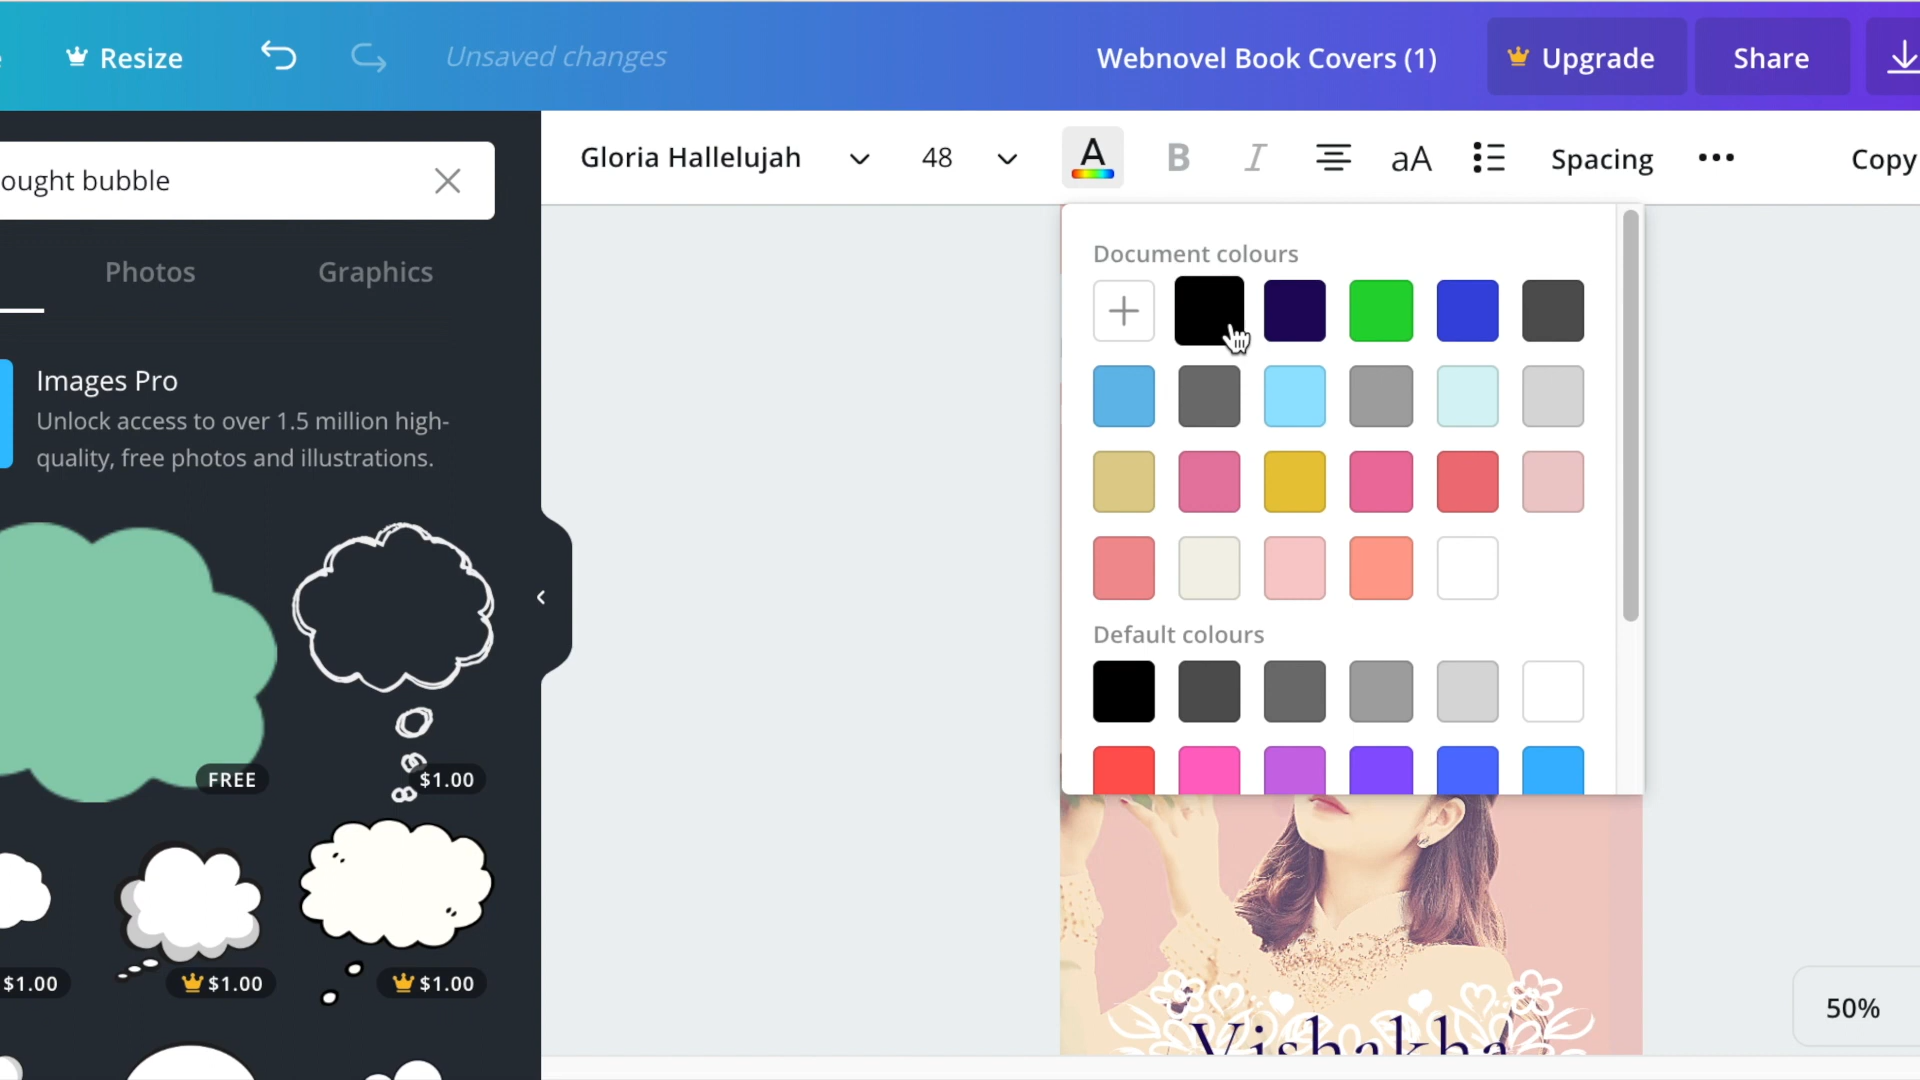 Resize
Unsaved changes
Webnovel Book Covers (1)
Upgrade
Share
ought bubble
Gloria Hallelujah
48
A
B
I
aA
Spacing
Copy
Photos
Graphics
Document colours
Images Pro
Unlock access to over 1.5 million high-
quality, free photos and illustrations.
Default colours
FREE
$1.00
$1.00
$1.00
$1.00
Vishakha
50%